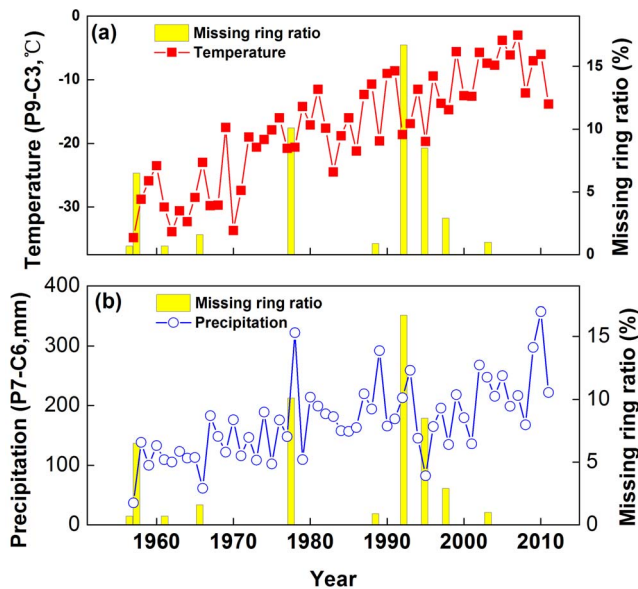 (a)
Missing ring ratio
Temperature
Temperature (P9-C3,℃)
0
-10
-20
-30
Missing ring ratio (%)
15
10
5
0
(b)
Missing ring ratio
Precipitation
Precipitation (P7-C6,mm)
400
300
200
100
0
Missing ring ratio (%)
15
10
5
0
1960 1970 1980 1990 2000 2010
Year